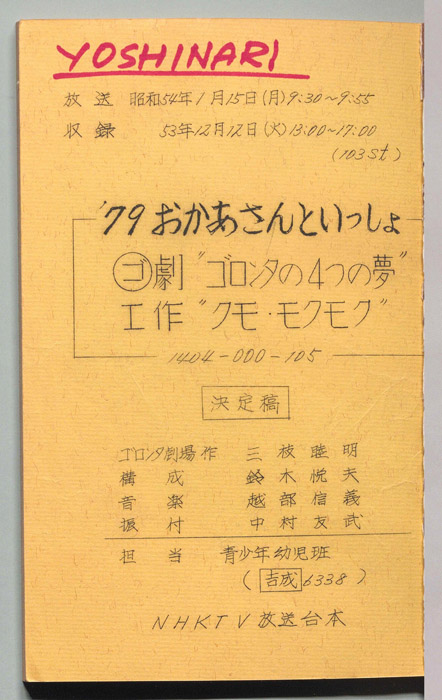 YOSHINARI
放送 昭和54年1月15日(月)9:30~9:55
収録 53年12月12日(火)13:00~17:00
(103st)
'79 おかあさんといっしょ
㋙゛劇 "ゴロンタの4つの夢"
工作 "クモ・モクモク"
1404-000-105
決定稿
ゴロンタ劇場 作 三枝睦明
構成 鈴木悦夫
音楽 越部信義
振付 中村友武
担当 青少年幼児班
(吉成 6338)
NHKTV放送台本